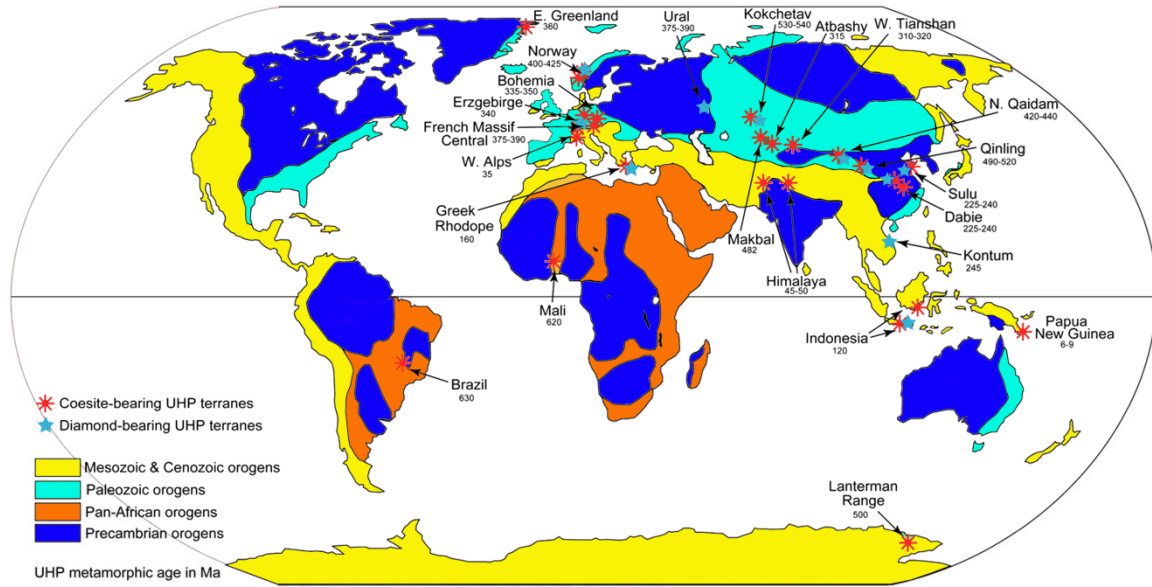 E. Greenland
360
Norway
400-425
Bohemia
335-350
Erzgebirge
340
French Massif
Central 375-390
W. Alps
35
Greek
Rhodope
160
Ural
375-390
Kokchetav
530-540
Atbashy
315
W. Tianshan
310-320
N. Qaidam
420-440
Qinling
490-520
Sulu
225-240
Dabie
225-240
Kontum
245
Makbal
482
Himalaya
45-50
Mali
620
Indonesia
120
Papua
New Guinea
6-9
Brazil
630
Lanterman
Range
500
Coesite-bearing UHP terranes
Diamond-bearing UHP terranes
Mesozoic & Cenozoic orogens
Paleozoic orogens
Pan-African orogens
Precambrian orogens
UHP metamorphic age in Ma